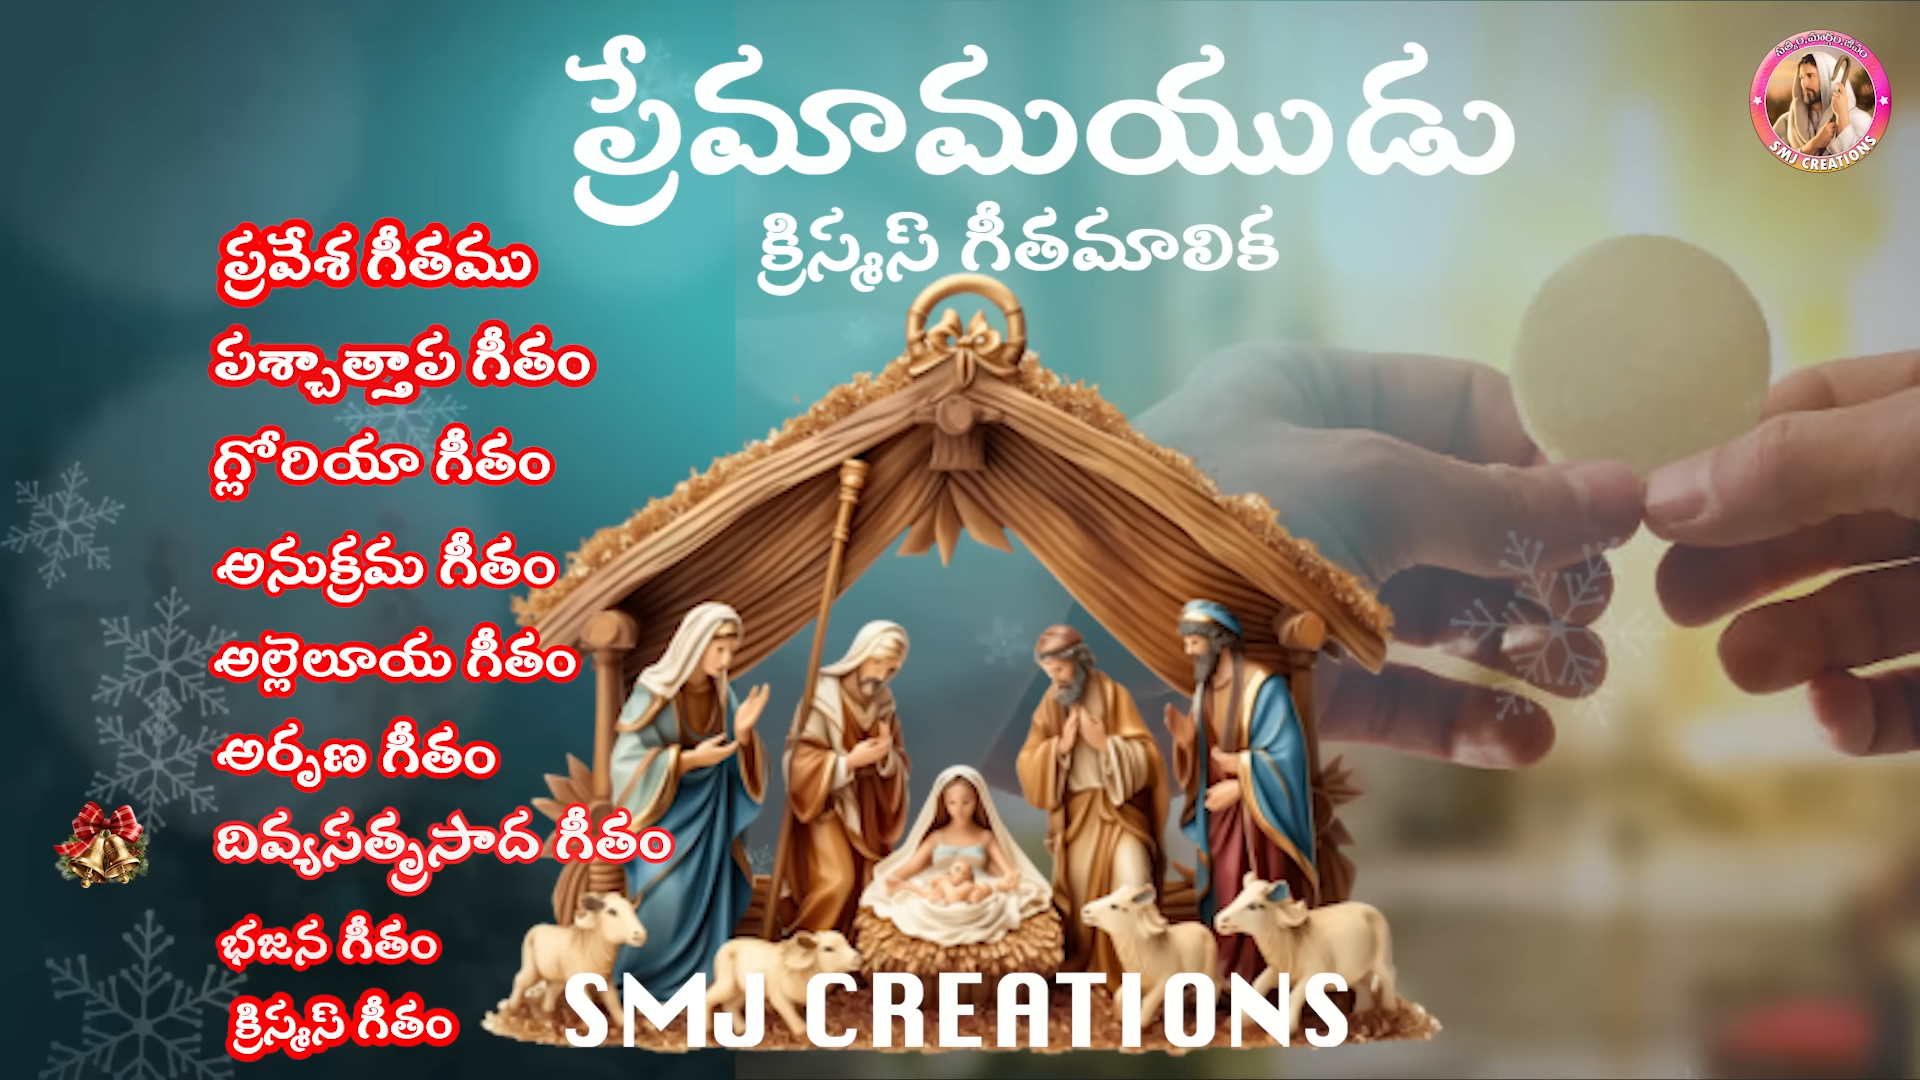 ప్రేమామయుడు
క్రిస్మస్ గీతమాలిక
సత్యం.మార్గం.జీవం
SMJ CREATIONS
ప్రవేశ గీతము
పశ్చాత్తాప గీతం
గ్లోరియా గీతం
అనుక్రమ గీతం
అల్లెలూయ గీతం
అర్పణ గీతం
దివ్యసత్ప్రసాద గీతం
భజన గీతం
క్రిస్మస్ గీతం
SMJ CREATIONS